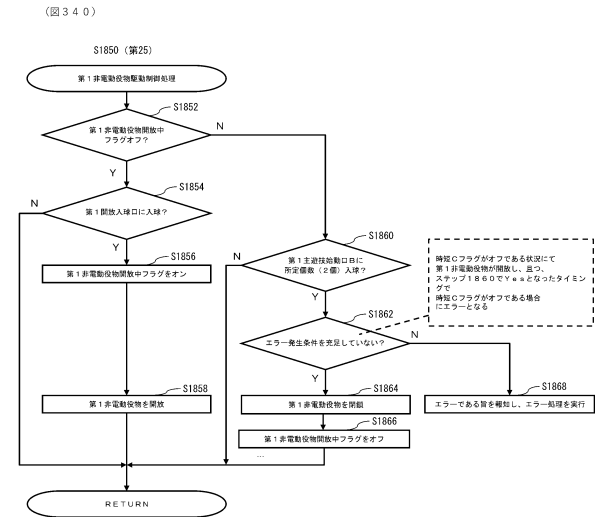 (図340)
S1850（第25）
第1非電動役物駆動制御処理
S1852
第1非電動役物開放中
フラグオフ？
N
Y
S1854
N
第1開放入球口に入球？
Y
S1856
第1非電動役物開放中フラグをオン
S1858
第1非電動役物を開放
S1860
N
第1主遊技始動口Bに
所定個数（2個）入球？
Y
時短Cフラグがオフである状況にて
第1非電動役物が開放し、且つ、
ステップ1860でYesとなったタイミン
グで
時短Cフラグがオフである場合
にエラーとなる
S1862
エラー発生条件を充足していない？
N
Y
S1864
第1非電動役物を閉鎖
S1866
第1非電動役物開放中フラグをオフ
…
S1868
エラーである旨を報知し、エラー処理を実行
RETURN